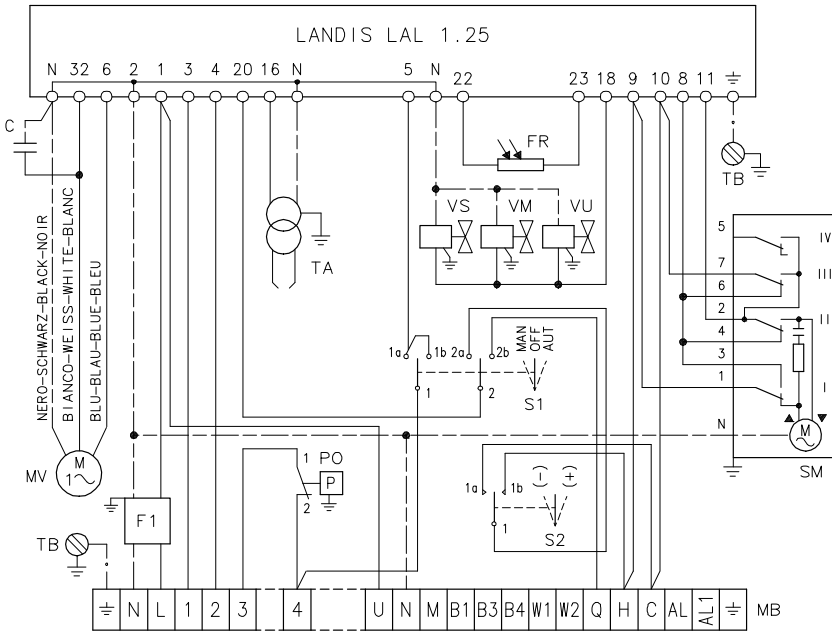 LANDIS LAL 1.25
N 32 6 2 1 3 4 20 16 N 5 N 22 23 18 9 10 8 11
C
FR
TB
VS VM VU
TA
NERO-SCHWARZ-BLACK-NOIR
BIANCO-WEISS-WHITE-BLANC
BLU-BLAU-BLUE-BLEU
5 IV
7 III
6
2 II
4
3
1 I
N
M
SM
1a 1b 2a 2b
MAN
OFF
AUT
1 2
S1
MV
M
1~
1 PO
P
2
1a 1b (-) (+)
1
S2
F1
TB
N L 1 2 3 4 U N M B1 B3 B4 W1 W2 Q H C AL AL1 MB